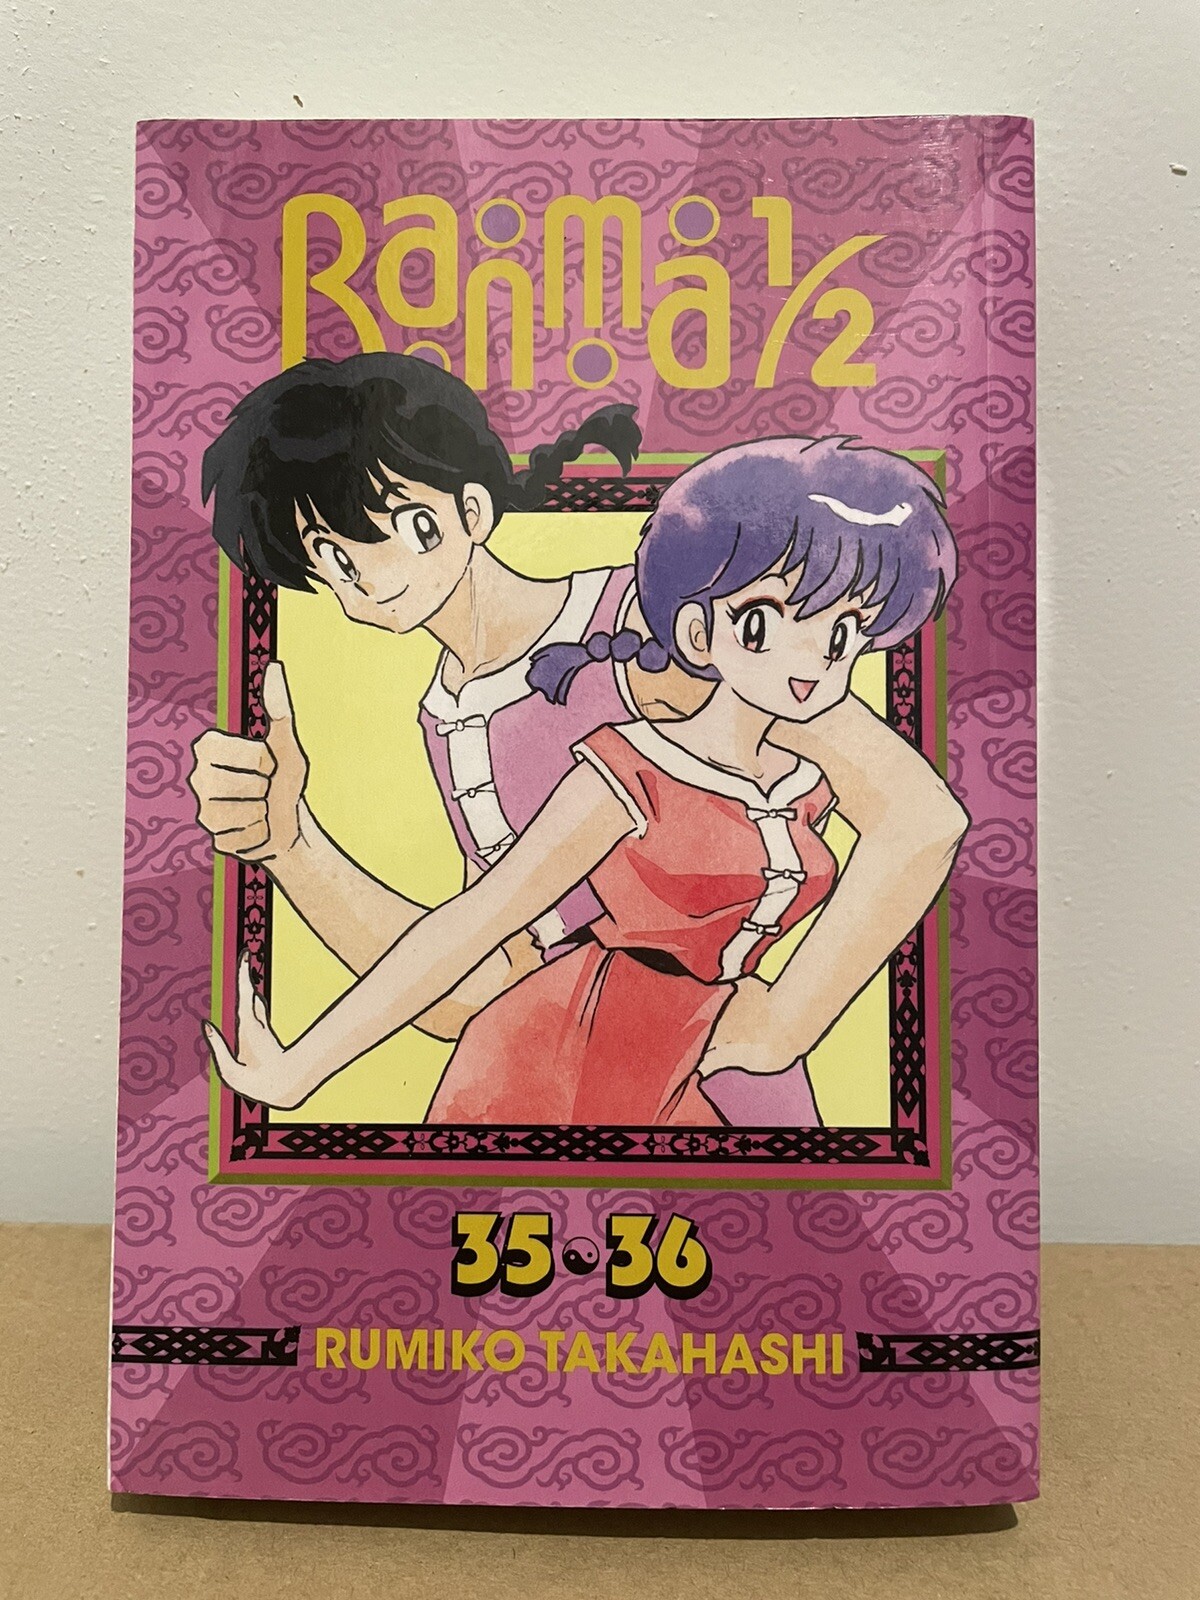 Ranma 1/2
35 36
RUMIKO TAKAHASHI